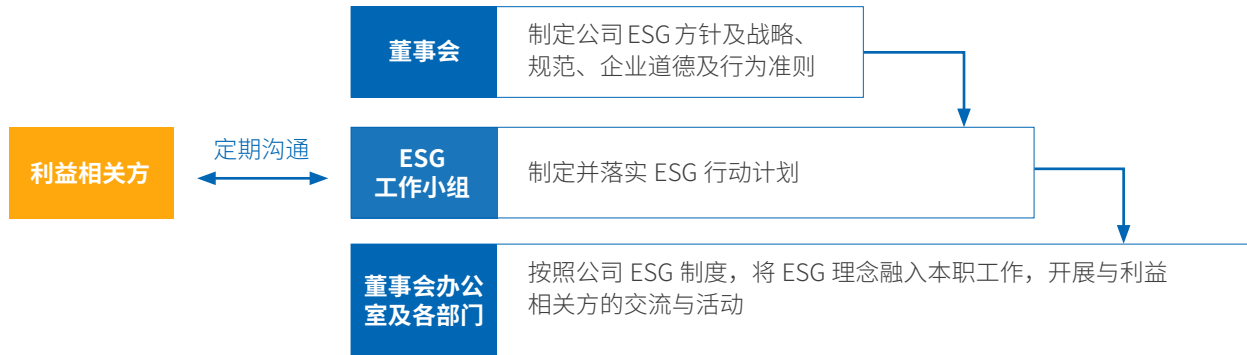 董事会
制定公司 ESG 方针及战略、
规范、企业道德及行为准则
利益相关方
定期沟通
ESG
工作小组
制定并落实 ESG 行动计划
董事会办公
室及各部门
按照公司 ESG 制度，将 ESG 理念融入本职工作，开展与利益
相关方的交流与活动